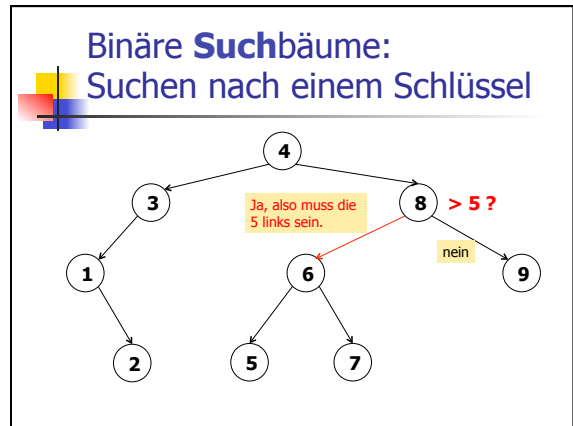 Binäre Suchbäume:
Suchen nach einem Schlüssel
4
3
Ja, also muss die
5 links sein.
8 > 5 ?
nein
1
6
9
2
5
7